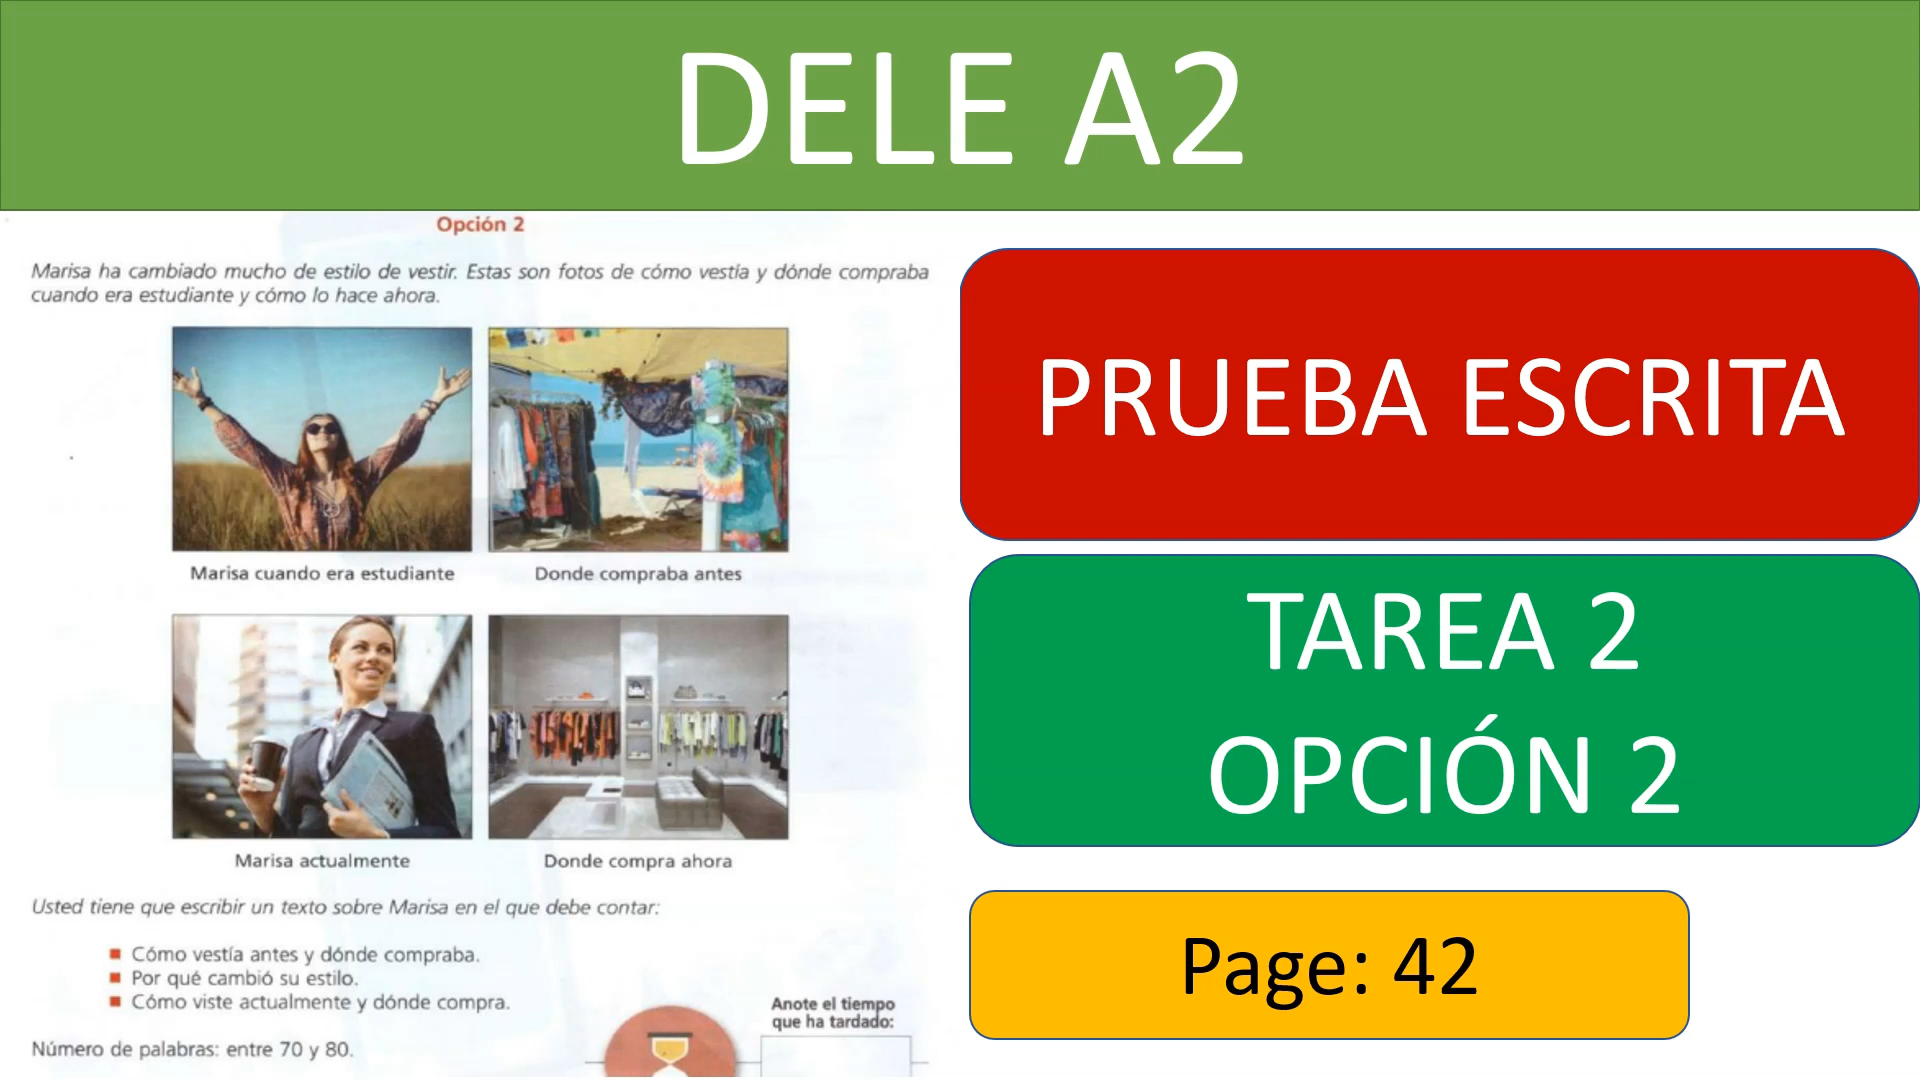 DELE A2
Opción 2
Marisa ha cambiado mucho de estilo de vestir. Estas son fotos de cómo vestía y dónde compraba
cuando era estudiante y cómo lo hace ahora.
Marisa cuando era estudiante
Donde compraba antes
Marisa actualmente
Donde compra ahora
Usted tiene que escribir un texto sobre Marisa en el que debe contar:
Cómo vestía antes y dónde compraba.
Por qué cambió su estilo.
Cómo viste actualmente y dónde compra.
Número de palabras: entre 70 y 80.
Anote el tiempo
que ha tardado:
PRUEBA ESCRITA
TAREA 2
OPCIÓN 2
Page: 42